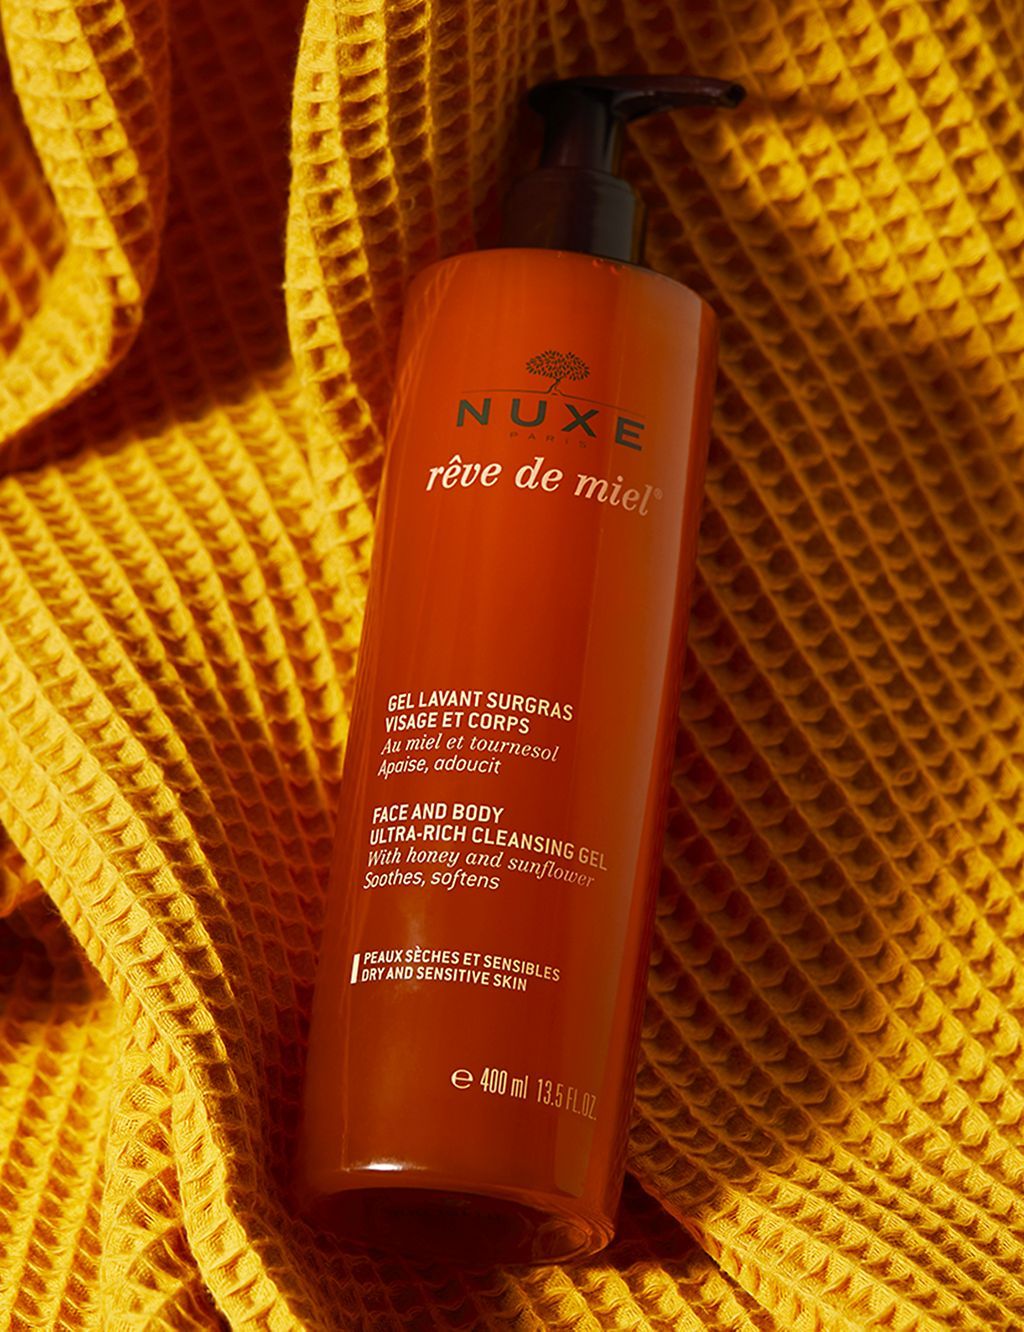 NUXE
PARIS
rêve de miel®
GEL LAVANT SURGRAS
VISAGE ET CORPS
Au miel et tournesol
Apaise, adoucit
FACE AND BODY
ULTRA-RICH CLEANSING GEL
With honey and sunflower
Soothes, softens
PEAUX SÈCHES ET SENSIBLES
DRY AND SENSITIVE SKIN
℮ 400 ml 13.5 FL.OZ.